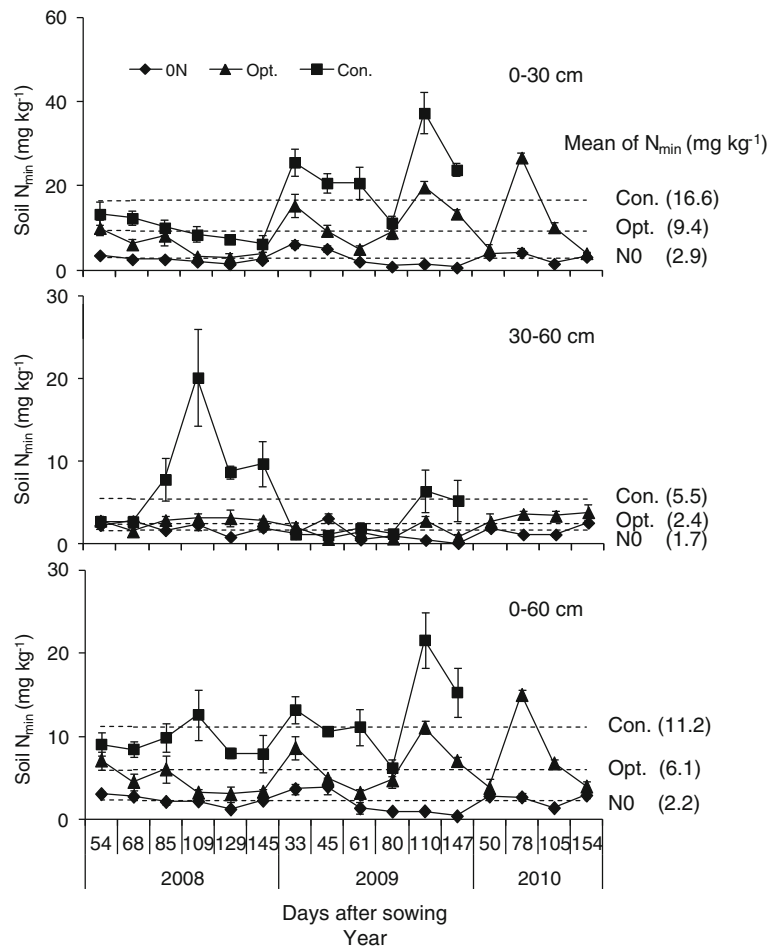 60
40
20
0
Soil Nmin (mg kg-1)
0N Opt. Con.
0-30 cm
Mean of Nmin (mg kg-1)
Con. (16.6)
Opt. (9.4)
N0 (2.9)
30
20
10
0
Soil Nmin (mg kg-1)
30-60 cm
Con. (5.5)
Opt. (2.4)
N0 (1.7)
30
20
10
0
Soil Nmin (mg kg-1)
0-60 cm
Con. (11.2)
Opt. (6.1)
N0 (2.2)
54 68 85 109 129 145 33 45 61 80 110 147 50 78 105 154
2008 2009 2010
Days after sowing
Year